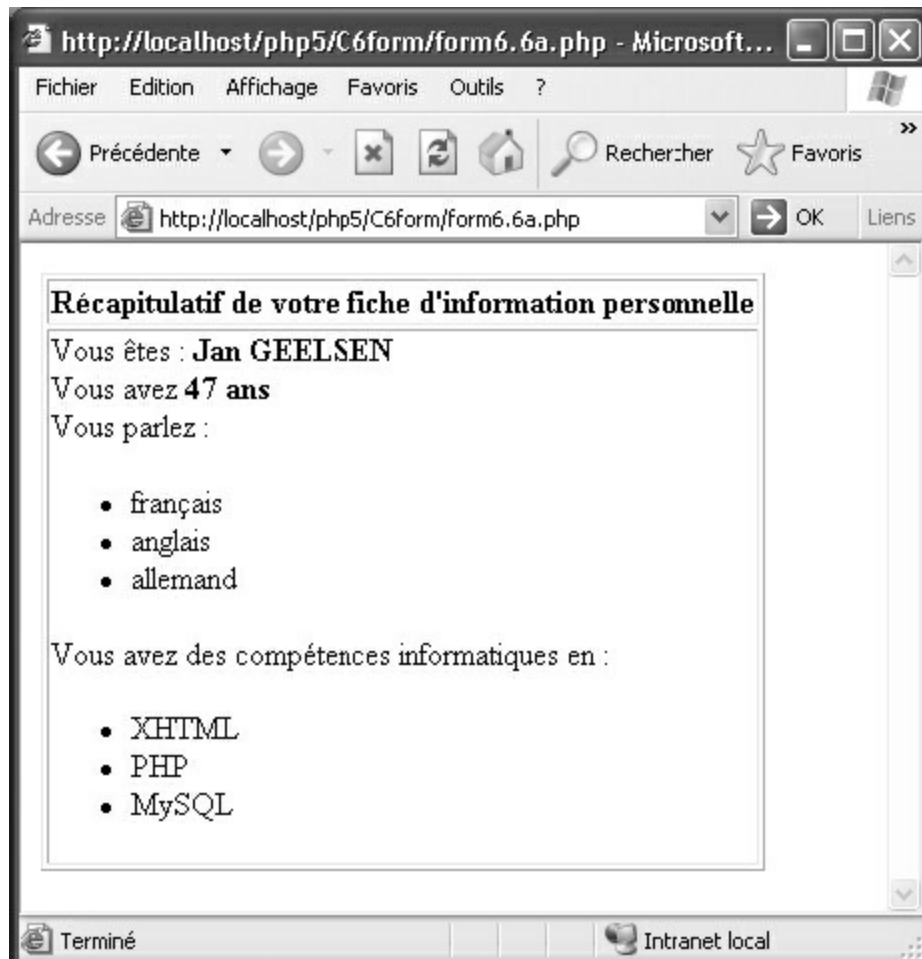 http://localhost/php5/C6form/form6.6a.php - Microsoft...
Fichier Edition Affichage Favoris Outils ?
Précédente Rechercher Favoris »
Adresse http://localhost/php5/C6form/form6.6a.php OK Liens
Récapitulatif de votre fiche d'information personnelle
Vous êtes : Jan GEELSEN
Vous avez 47 ans
Vous parlez :
• français
• anglais
• allemand
Vous avez des compétences informatiques en :
• XHTML
• PHP
• MySQL
Terminé Intranet local